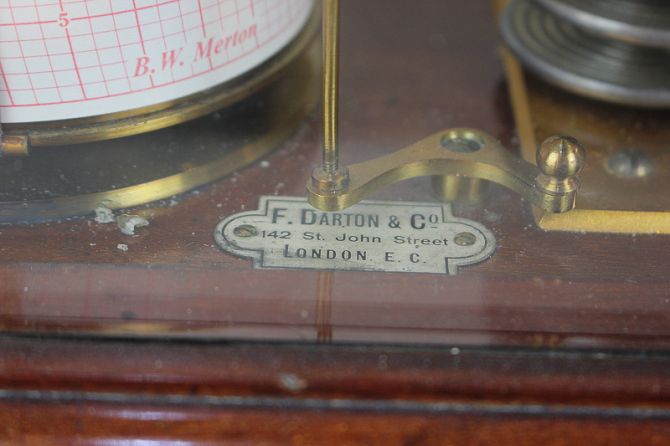 5
B.W. Merton
F. DARTON & Co
142 St. John Street
LONDON. E. C.